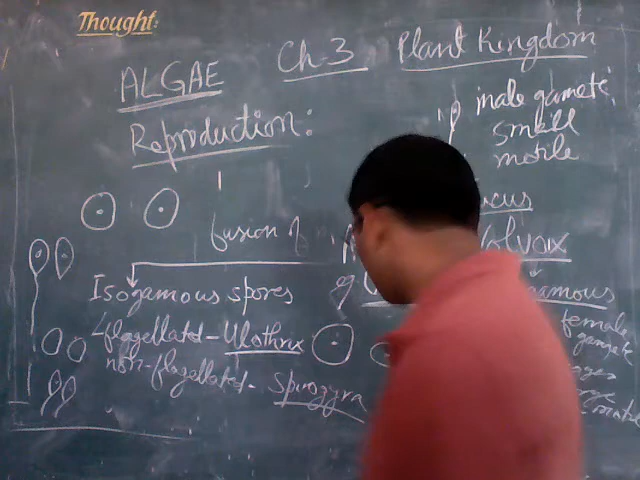 Thought:
Ch.3 Plant Kingdom
ALGAE
Reproduction:
male gamete
small
motile
fusion of
Isogamous spores
flagellated - Ulothrix
non-flagellated - Spirogyra
female
gamete